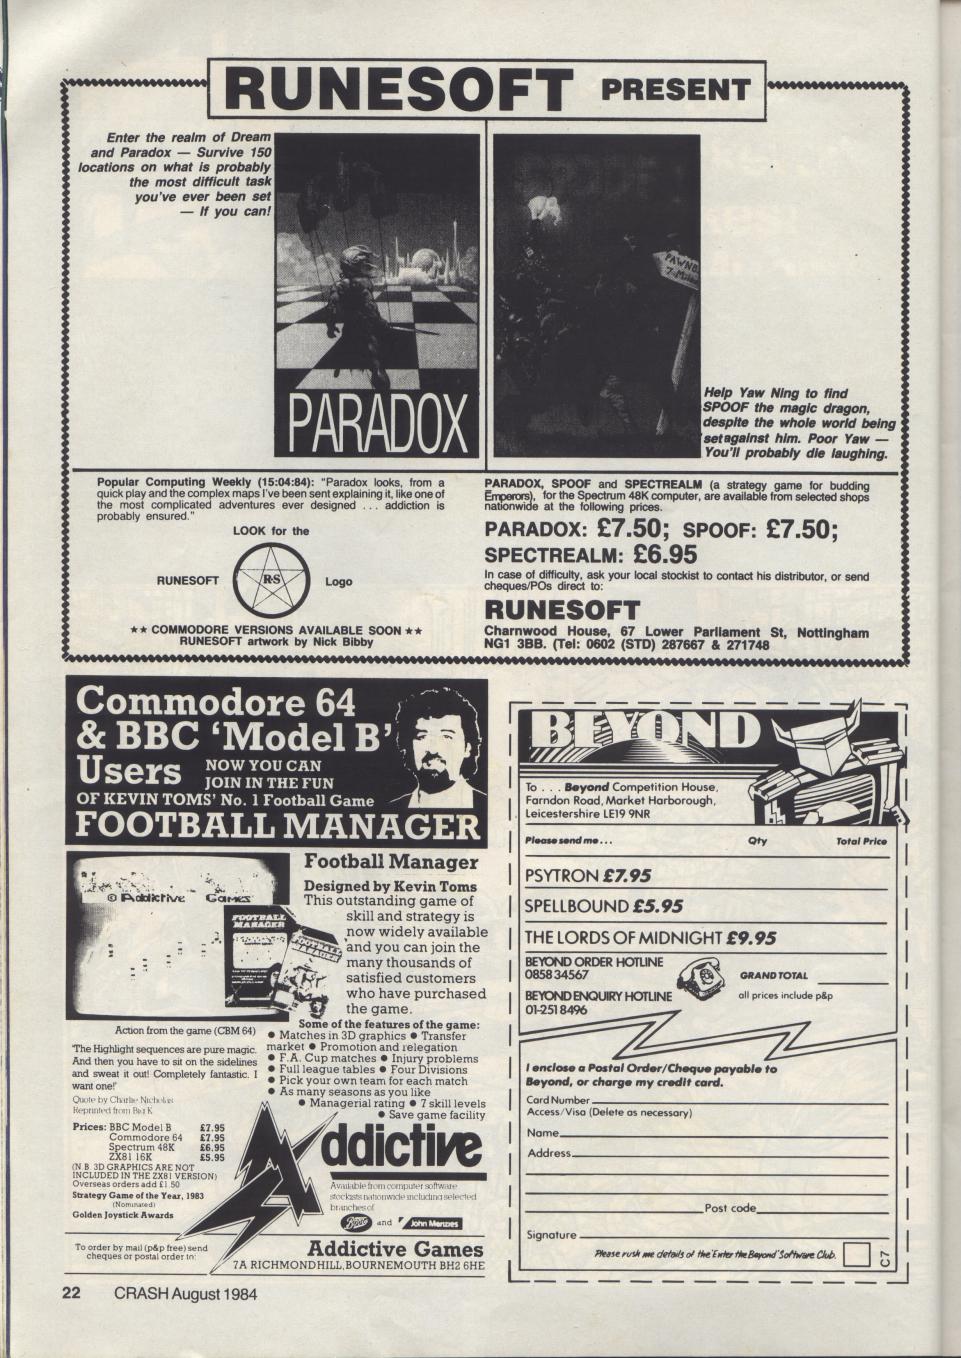 RUNESOFT PRESENT
Enter the realm of Dream
and Paradox — Survive 150
locations on what is probably
the most difficult task
you've ever been set
— If you can!
PARADOX
PAWNB
7 Miles
Help Yaw Ning to find
SPOOF the magic dragon,
despite the whole world being
set against him. Poor Yaw —
You'll probably die laughing.
Popular Computing Weekly (15:04:84): "Paradox looks, from a
quick play and the complex maps I've been sent explaining it, like one of
the most complicated adventures ever designed ... addiction is
probably ensured."
LOOK for the
RUNESOFT R·S Logo
★★ COMMODORE VERSIONS AVAILABLE SOON ★★
RUNESOFT artwork by Nick Bibby
PARADOX, SPOOF and SPECTREALM (a strategy game for budding
Emperors), for the Spectrum 48K computer, are available from selected shops
nationwide at the following prices.
PARADOX: £7.50; SPOOF: £7.50;
SPECTREALM: £6.95
In case of difficulty, ask your local stockist to contact his distributor, or send
cheques/POs direct to:
RUNESOFT
Charnwood House, 67 Lower Parliament St, Nottingham
NG1 3BB. (Tel: 0602 (STD) 287667 & 271748
Commodore 64
& BBC 'Model B'
Users NOW YOU CAN
JOIN IN THE FUN
OF KEVIN TOMS' No. 1 Football Game
FOOTBALL MANAGER
© Addictive Games
FOOTBALL
MANAGER
Action from the game (CBM 64)
Football Manager
Designed by Kevin Toms
This outstanding game of
skill and strategy is
now widely available
and you can join the
many thousands of
satisfied customers
who have purchased
the game.
Some of the features of the game:
● Matches in 3D graphics ● Transfer
market ● Promotion and relegation
● F.A. Cup matches ● Injury problems
● Full league tables ● Four Divisions
● Pick your own team for each match
● As many seasons as you like
● Managerial rating ● 7 skill levels
● Save game facility
'The Highlight sequences are pure magic.
And then you have to sit on the sidelines
and sweat it out! Completely fantastic. I
want one!'
Quote by Charlie Nicholas
Reprinted from Big K
Prices: BBC Model B £7.95
Commodore 64 £7.95
Spectrum 48K £6.95
ZX81 16K £5.95
(N.B. 3D GRAPHICS ARE NOT
INCLUDED IN THE ZX81 VERSION)
Overseas orders add £1.50
Strategy Game of the Year, 1983
(Nominated)
Golden Joystick Awards
To order by mail (p&p free) send
cheques or postal order to:
Addictive
Available from computer software
stockists nationwide including selected
branches of
Boots and John Menzies
Addictive Games
7A RICHMOND HILL, BOURNEMOUTH BH2 6HE
BEYOND
To . . . Beyond Competition House,
Farndon Road, Market Harborough,
Leicestershire LE19 9NR
Please send me... Qty Total Price
PSYTRON £7.95
SPELLBOUND £5.95
THE LORDS OF MIDNIGHT £9.95
BEYOND ORDER HOTLINE
0858 34567
BEYOND ENQUIRY HOTLINE
01-251 8496
GRAND TOTAL
all prices include p&p
I enclose a Postal Order/Cheque payable to
Beyond, or charge my credit card.
Card Number
Access/Visa (Delete as necessary)
Name
Address
Post code
Signature
Please rush me details of the 'Enter the Beyond' Software Club.
C7
22 CRASH August 1984